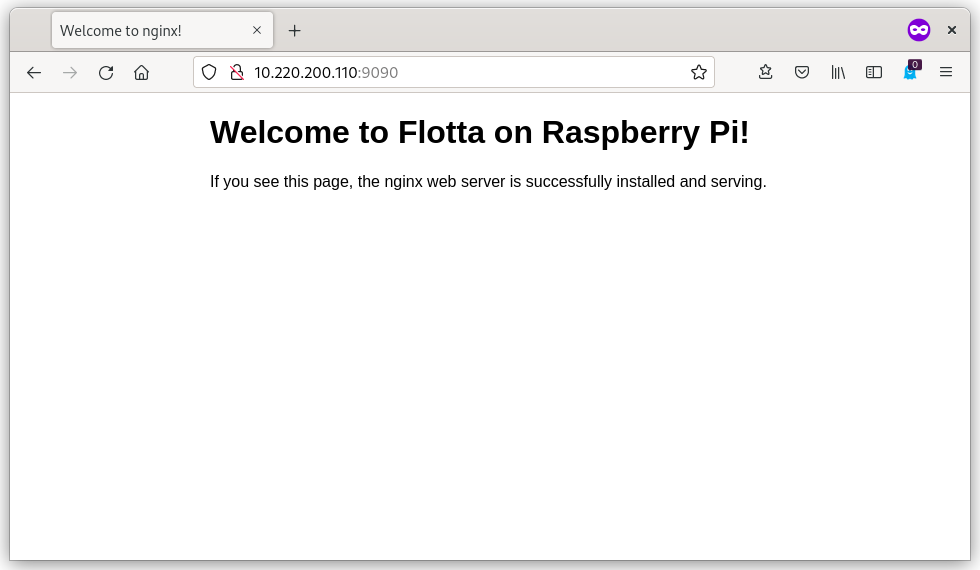 Welcome to nginx!
10.220.200.110:9090
0
Welcome to Flotta on Raspberry Pi!
If you see this page, the nginx web server is successfully installed and serving.